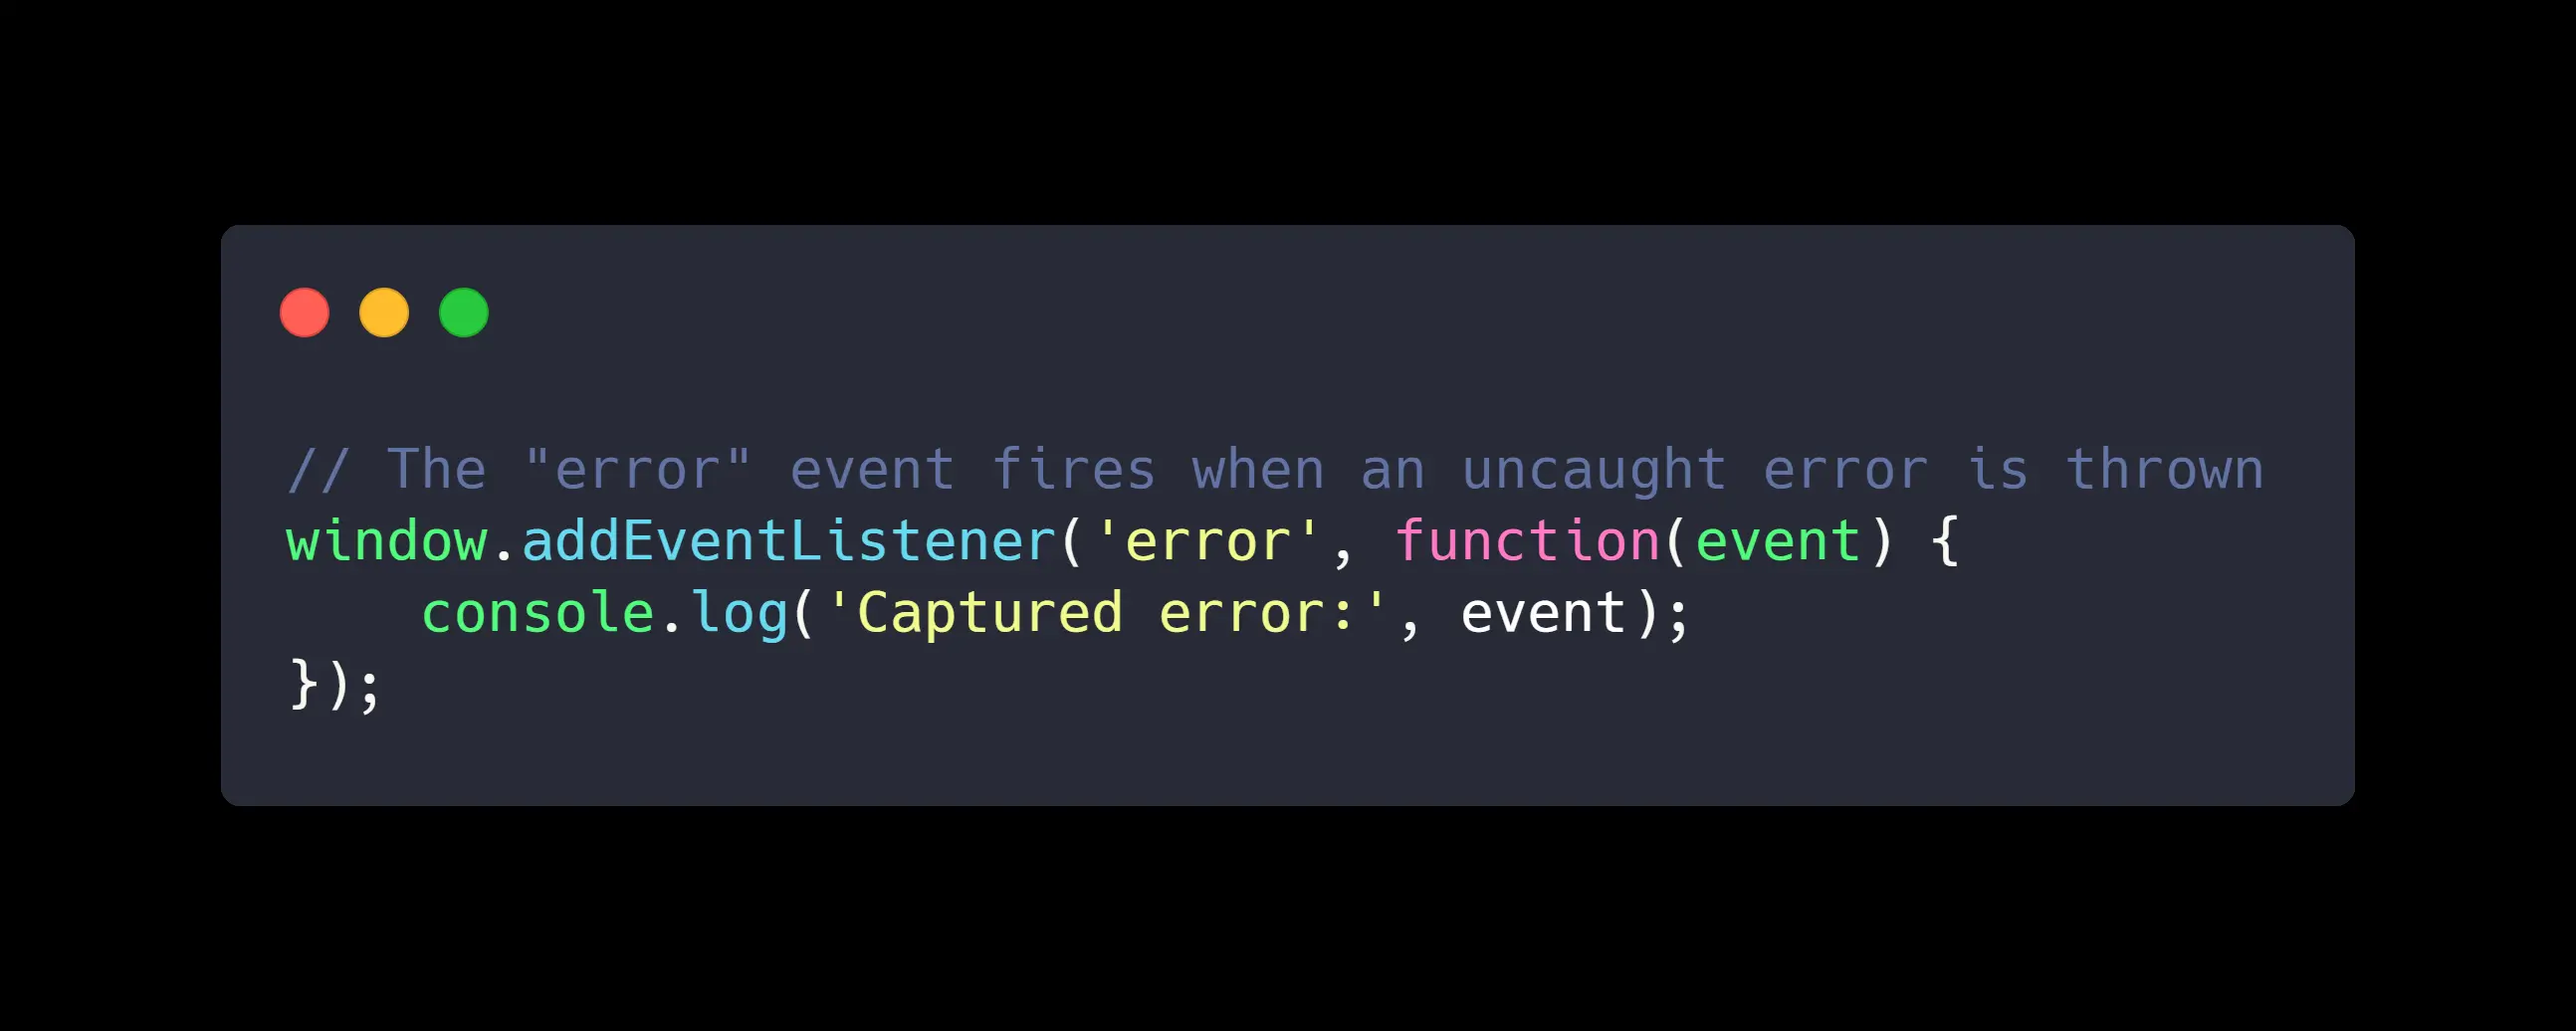 // The "error" event fires when an uncaught error is thrown
window.addEventListener('error', function(event) {
    console.log('Captured error:', event);
});